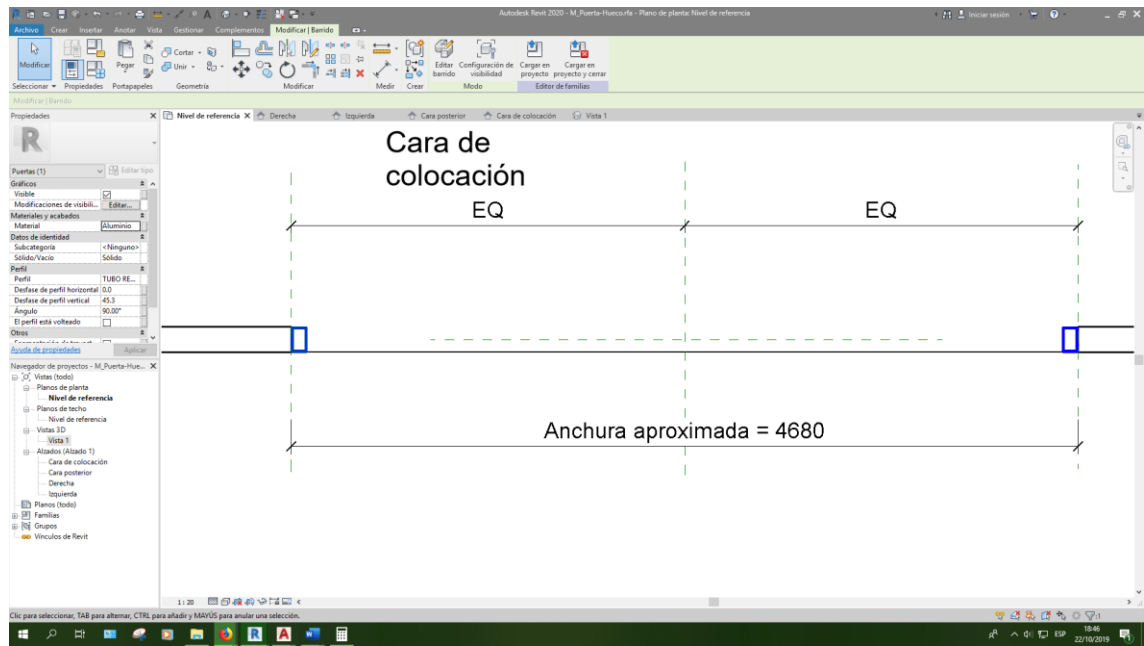 Autodesk Revit 2020 - M_Puerta-Hueco.rfa - Plano de planta: Nivel de referencia
Iniciar sesión
Archivo Crear Insertar Anotar Vista Gestionar Complementos Modificar | Barrido
Modificar
Pegar
Cortar
Unir
Editar barrido
Configuración de visibilidad
Cargar en proyecto
Cargar en proyecto y cerrar
Seleccionar Propiedades Portapapeles Geometría Modificar Medir Crear Modo Editor de familias
Modificar | Barrido
Propiedades
Nivel de referencia
Derecha
Izquierda
Cara posterior
Cara de colocación
Vista 1
R
Puertas (1)
Editar tipo
Gráficos
Visible
Modificaciones de visibili... Editar...
Materiales y acabados
Material Aluminio
Datos de identidad
Subcategoría <Ninguno>
Sólido/Vacío Sólido
Perfil
Perfil TUBO RE...
Desfase de perfil horizontal 0.0
Desfase de perfil vertical 45.3
Ángulo 90.00°
El perfil está volteado
Otros
Ayuda de propiedades
Aplicar
Navegador de proyectos - M_Puerta-Hue...
Vistas (todo)
Planos de planta
Nivel de referencia
Planos de techo
Nivel de referencia
Vistas 3D
Vista 1
Alzados (Alzado 1)
Cara de colocación
Cara posterior
Derecha
Izquierda
Planos (todo)
Familias
Grupos
Vínculos de Revit
Cara de
colocación
EQ
EQ
Anchura aproximada = 4680
1 : 20
Clic para seleccionar, TAB para alternar, CTRL para añadir y MAYÚS para anular una selección.
:1
ESP
18:46
22/10/2019